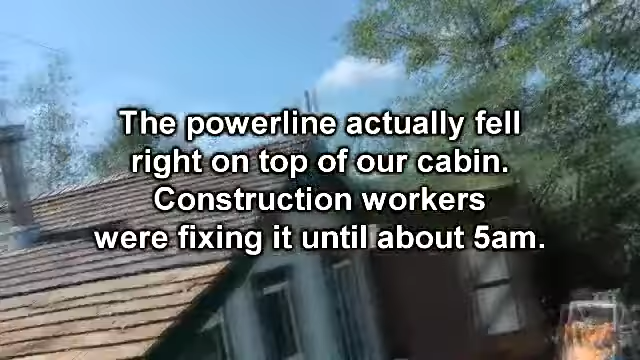 The powerline actually fell
right on top of our cabin.
Construction workers
were fixing it until about 5am.